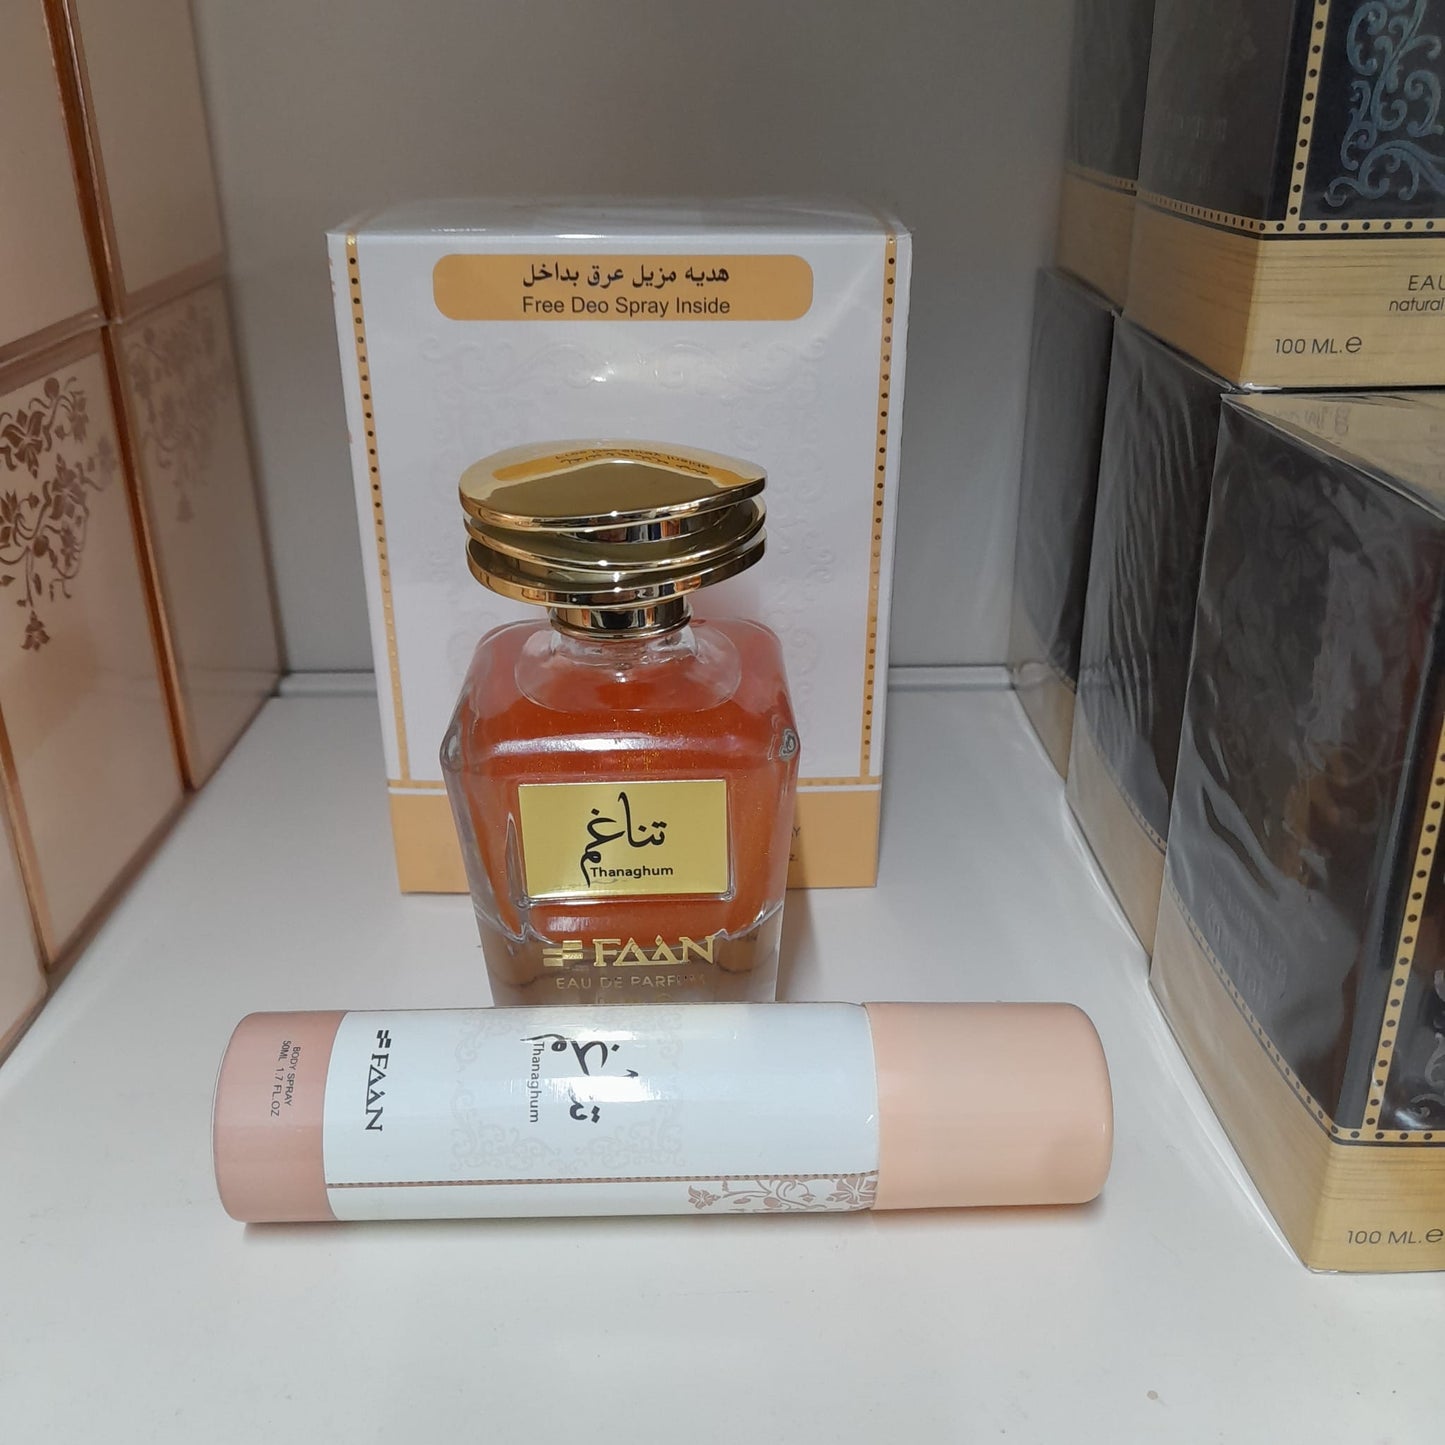 هديه مزيل عرق بداخل
Free Deo Spray Inside
تناغم
Thanaghum
FAAN
EAU DE PARFUM
BODY SPRAY
50ML 1.7 FL.OZ
FAAN
تناغم
Thanaghum
EAU
natural
100 ML.e
100 ML.e